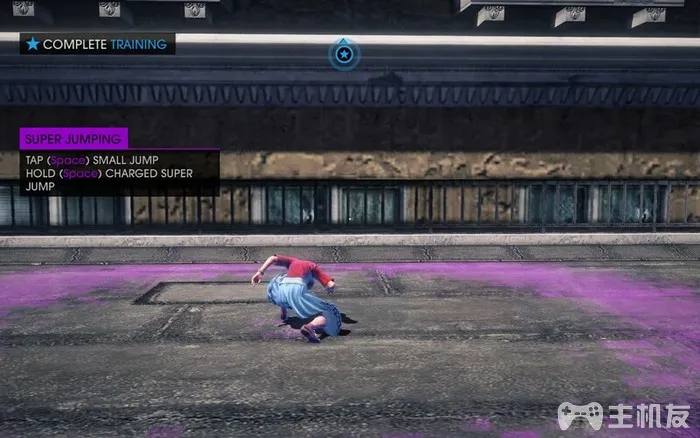 COMPLETE TRAINING
SUPER JUMPING
TAP (Space) SMALL JUMP
HOLD (Space) CHARGED SUPER
JUMP
主机友